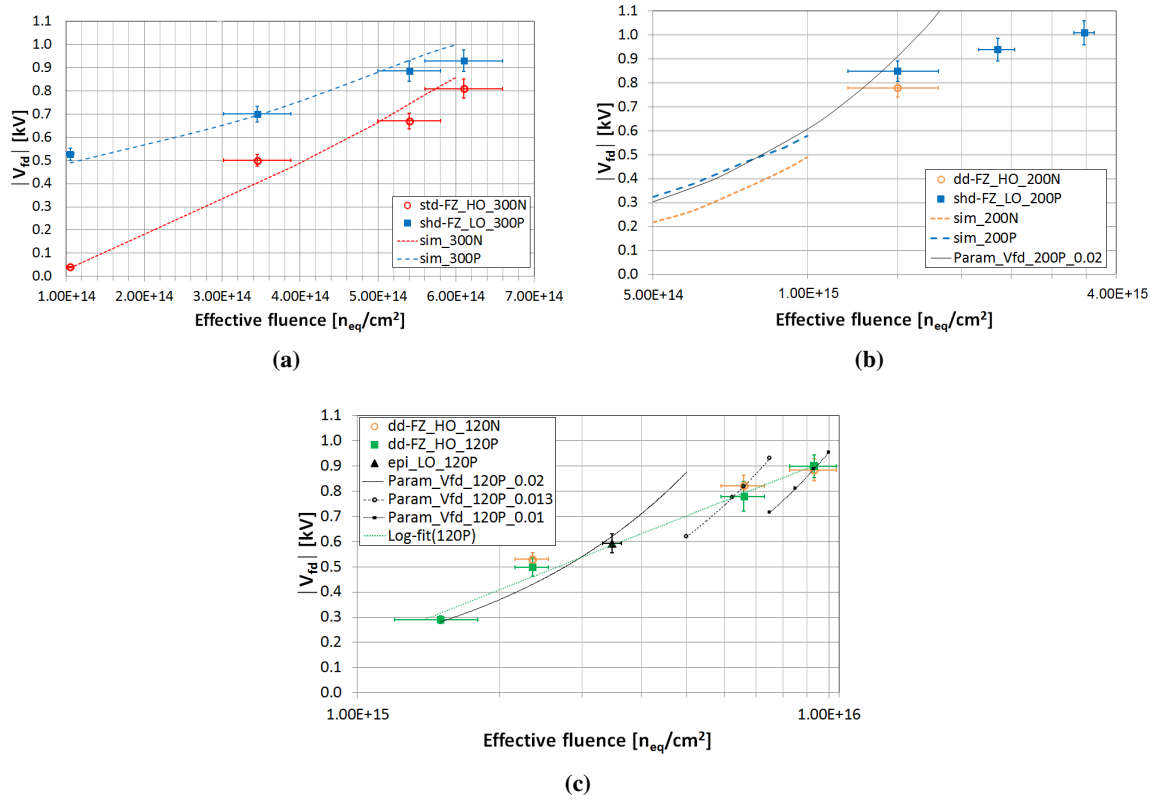 1.1
1.0
0.9
0.8
0.7
0.6
0.5
0.4
0.3
0.2
0.1
0.0
|Vfd| [kV]
std-FZ_HO_300N
shd-FZ_LO_300P
sim_300N
sim_300P
1.00E+14 2.00E+14 3.00E+14 4.00E+14 5.00E+14 6.00E+14 7.00E+14
Effective fluence [neq/cm2]
(a)
1.1
1.0
0.9
0.8
0.7
0.6
0.5
0.4
0.3
0.2
0.1
0.0
|Vfd| [kV]
dd-FZ_HO_200N
shd-FZ_LO_200P
sim_200N
sim_200P
Param_Vfd_200P_0.02
5.00E+14 1.00E+15 4.00E+15
Effective fluence [neq/cm2]
(b)
1.1
1.0
0.9
0.8
0.7
0.6
0.5
0.4
0.3
0.2
0.1
0.0
|Vfd| [kV]
dd-FZ_HO_120N
dd-FZ_HO_120P
epi_LO_120P
Param_Vfd_120P_0.02
Param_Vfd_120P_0.013
Param_Vfd_120P_0.01
Log-fit(120P)
1.00E+15 1.00E+16
Effective fluence [neq/cm2]
(c)